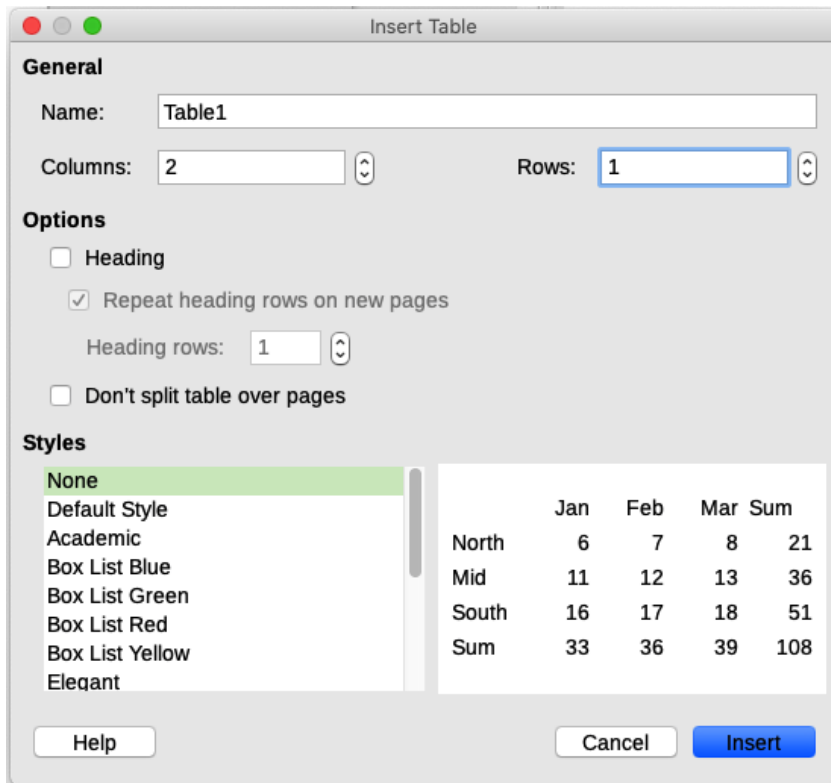 Insert Table
General
Name: Table1
Columns: 2 Rows: 1
Options
Heading
Repeat heading rows on new pages
Heading rows: 1
Don't split table over pages
Styles
None
Default Style
Academic
Box List Blue
Box List Green
Box List Red
Box List Yellow
Elegant
Jan Feb Mar Sum
North 6 7 8 21
Mid 11 12 13 36
South 16 17 18 51
Sum 33 36 39 108
Help Cancel Insert